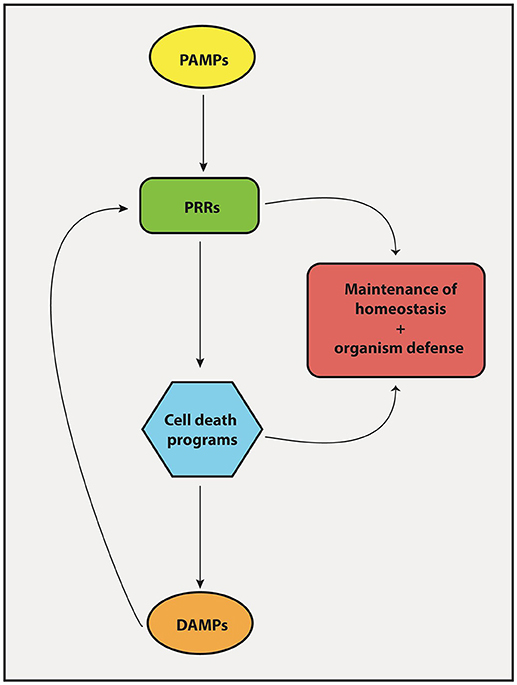 PAMPs
PRRs
Maintenance of
homeostasis
+
organism defense
Cell death
programs
DAMPs